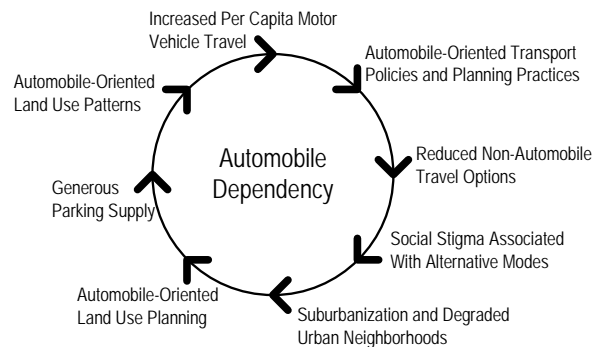 Increased Per Capita Motor
Vehicle Travel
Automobile-Oriented Transport
Policies and Planning Practices
Reduced Non-Automobile
Travel Options
Social Stigma Associated
With Alternative Modes
Suburbanization and Degraded
Urban Neighborhoods
Automobile-Oriented
Land Use Planning
Generous
Parking Supply
Automobile-Oriented
Land Use Patterns
Automobile
Dependency